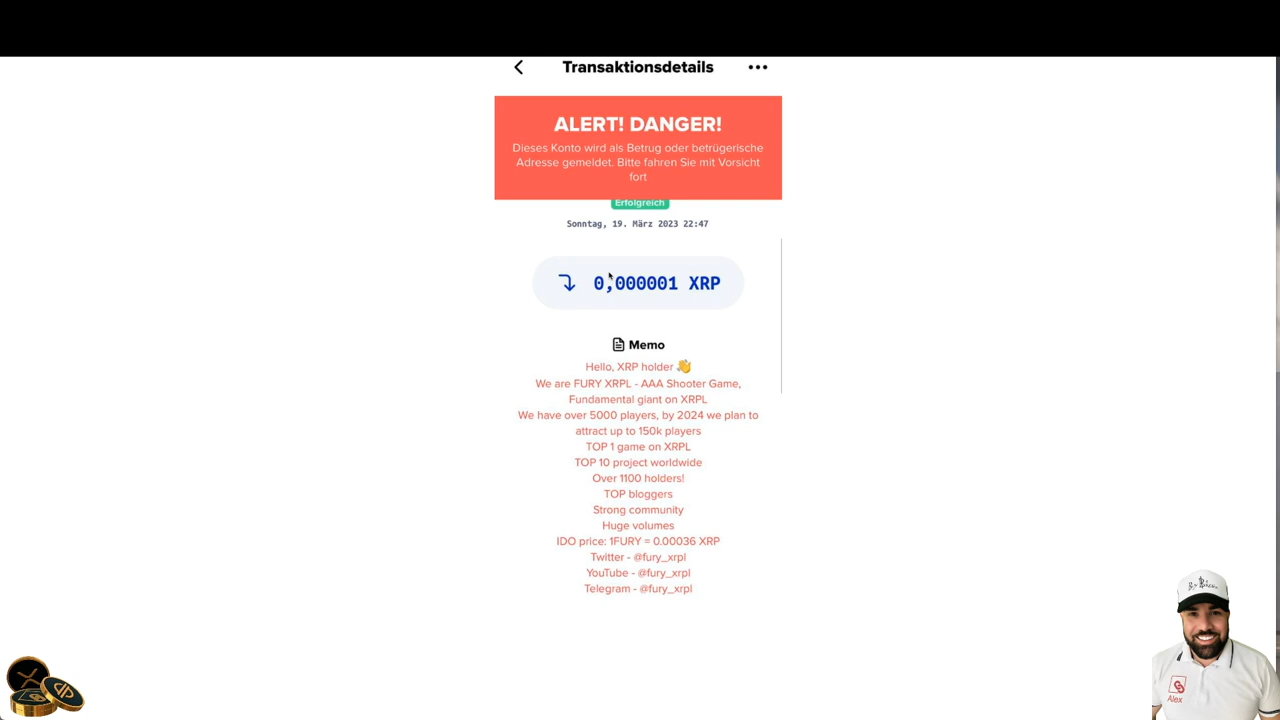 Transaktionsdetails
ALERT! DANGER!
Dieses Konto wird als Betrug oder betrügerische
Adresse gemeldet. Bitte fahren Sie mit Vorsicht
fort
Erfolgreich
Sonntag, 19. März 2023 22:47
0,000001 XRP
Memo
Hello, XRP holder 👋
We are FURY XRPL - AAA Shooter Game,
Fundamental giant on XRPL
We have over 5000 players, by 2024 we plan to
attract up to 150k players
TOP 1 game on XRPL
TOP 10 project worldwide
Over 1100 holders!
TOP bloggers
Strong community
Huge volumes
IDO price: 1FURY = 0.00036 XRP
Twitter - @fury_xrpl
YouTube - @fury_xrpl
Telegram - @fury_xrpl
Alex